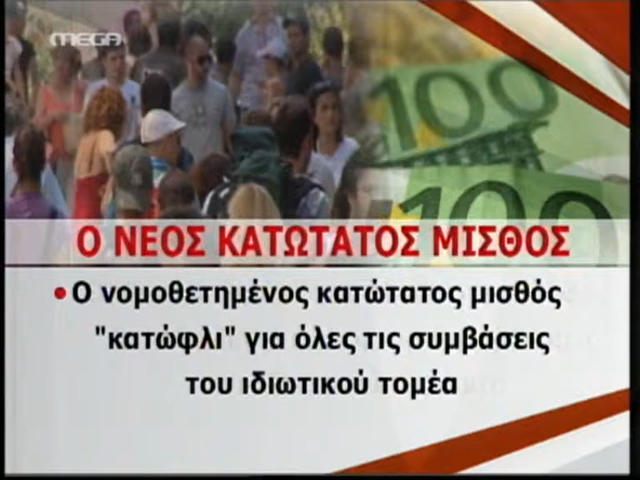 MEGA
100
100
Ο ΝΕΟΣ ΚΑΤΩΤΑΤΟΣ ΜΙΣΘΟΣ
• Ο νομοθετημένος κατώτατος μισθός
"κατώφλι" για όλες τις συμβάσεις
του ιδιωτικού τομέα